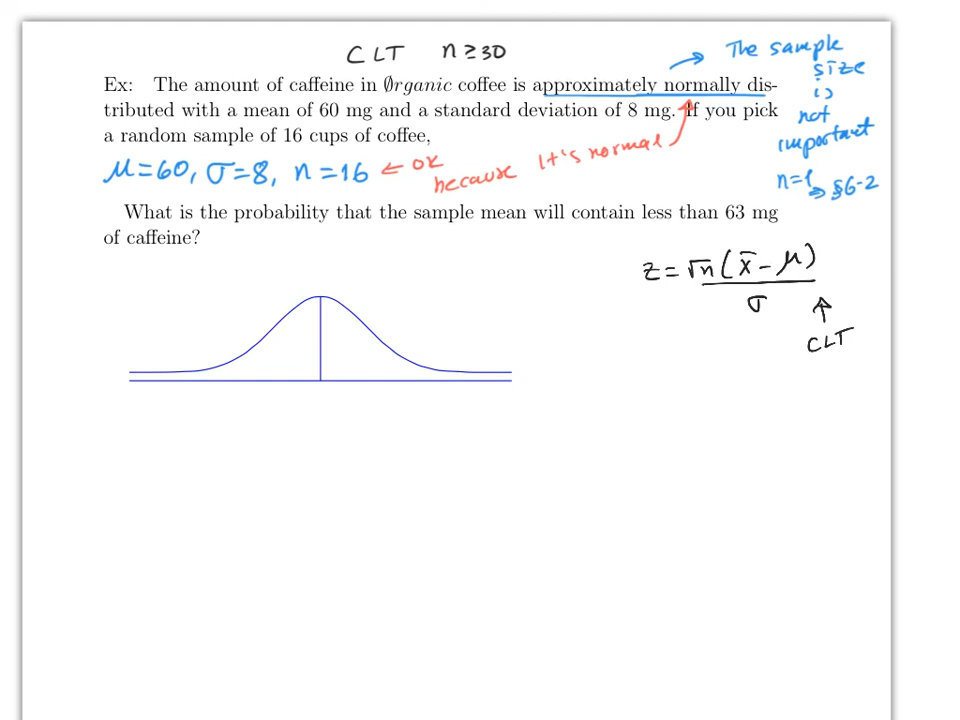 CLT n ≥ 30
The sample
size
is
not
important
n=1 → §6-2
Ex: The amount of caffeine in Ørganic coffee is approximately normally dis-
tributed with a mean of 60 mg and a standard deviation of 8 mg. If you pick
a random sample of 16 cups of coffee,
μ=60, σ=8, n=16 ← ok because it's normal
What is the probability that the sample mean will contain less than 63 mg
of caffeine?
z = √n (x̄ - μ)
σ
↑
CLT